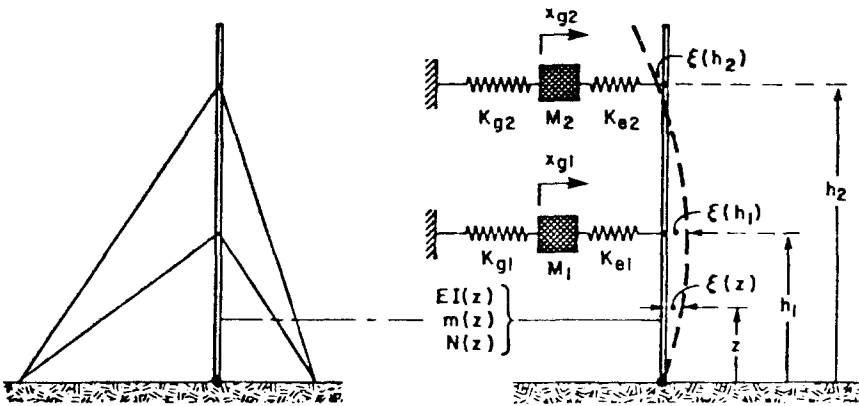 x_g2
ξ(h_2)
K_g2 M_2 K_e2
x_g1
h_2
ξ(h_1)
K_g1 M_1 K_e1
EI(z)
m(z)
N(z)
ξ(z)
h_1
z